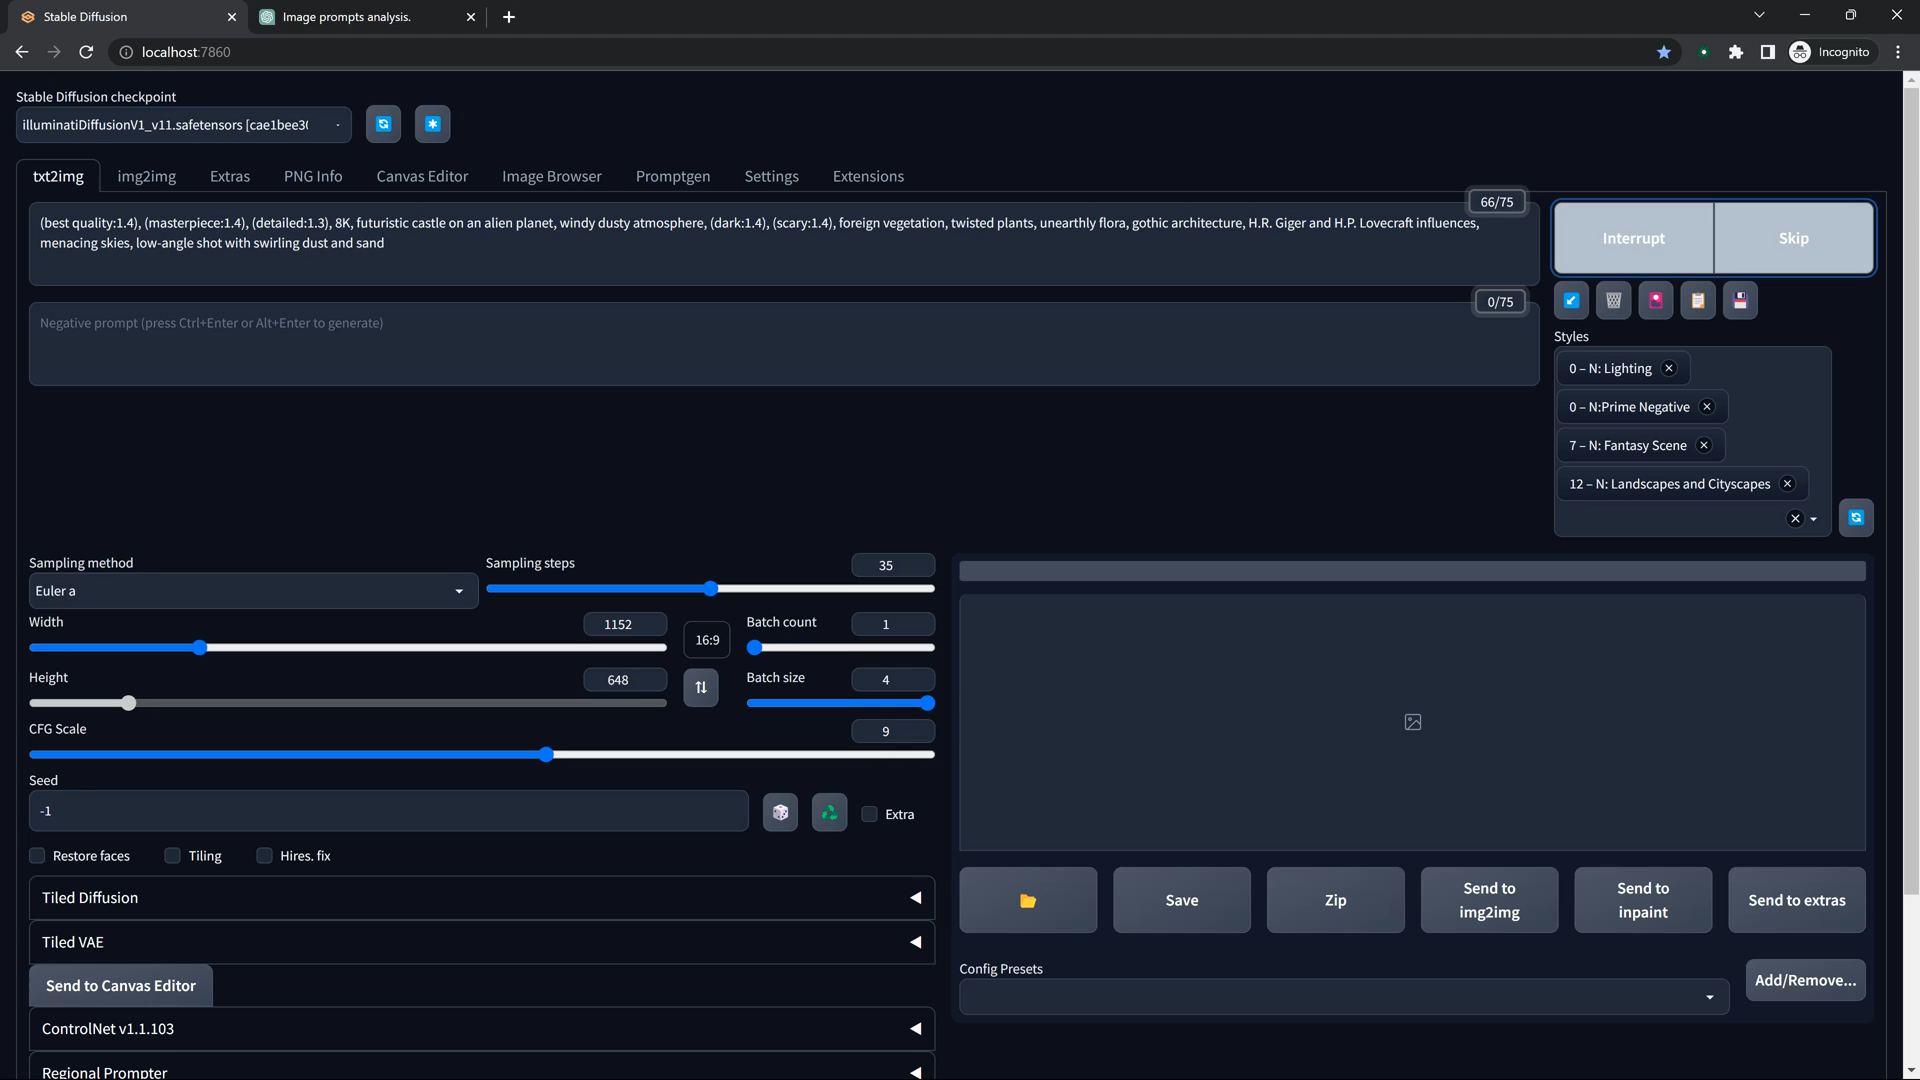 Stable Diffusion
Image prompts analysis.
localhost:7860
Incognito
Stable Diffusion checkpoint
illuminatiDiffusionV1_v11.safetensors [cae1bee3(
txt2img
img2img
Extras
PNG Info
Canvas Editor
Image Browser
Promptgen
Settings
Extensions
66/75
(best quality:1.4), (masterpiece:1.4), (detailed:1.3), 8K, futuristic castle on an alien planet, windy dusty atmosphere, (dark:1.4), (scary:1.4), foreign vegetation, twisted plants, unearthly flora, gothic architecture, H.R. Giger and H.P. Lovecraft influences,
menacing skies, low-angle shot with swirling dust and sand
Interrupt
Skip
0/75
Negative prompt (press Ctrl+Enter or Alt+Enter to generate)
Styles
0 – N: Lighting
0 – N:Prime Negative
7 – N: Fantasy Scene
12 – N: Landscapes and Cityscapes
Sampling method
Euler a
Sampling steps
35
Width
1152
16:9
Batch count
1
Height
648
Batch size
4
CFG Scale
9
Seed
-1
Extra
Restore faces
Tiling
Hires. fix
Tiled Diffusion
Tiled VAE
Send to Canvas Editor
ControlNet v1.1.103
Regional Prompter
Save
Zip
Send to
img2img
Send to
inpaint
Send to extras
Config Presets
Add/Remove...